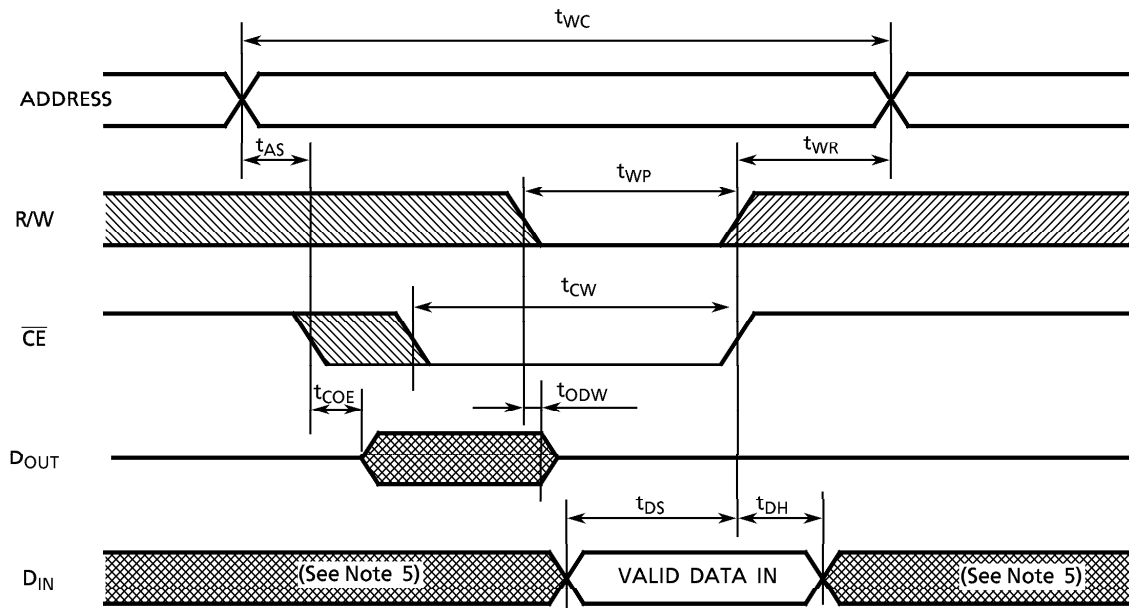 tWC
ADDRESS
tAS
tWR
tWP
R/W
tCW
CE
tCOE
tODW
DOUT
tDS
tDH
DIN
(See Note 5)
VALID DATA IN
(See Note 5)